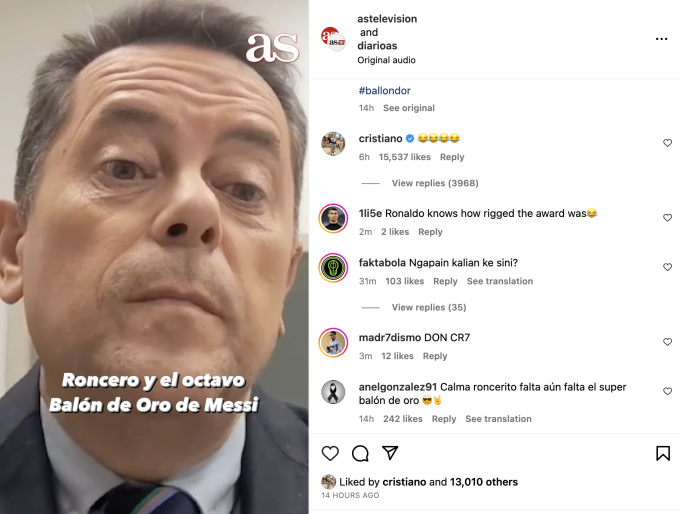 as
Roncero y el octavo
Balón de Oro de Messi
astelevision
and
diarioas
Original audio
#ballondor
14h See original
cristiano 😂😂😂😂
6h 15,537 likes Reply
View replies (3968)
1li5e Ronaldo knows how rigged the award was😂
2m 2 likes Reply
faktabola Ngapain kalian ke sini?
31m 103 likes Reply See translation
View replies (35)
madr7dismo DON CR7
3m 12 likes Reply
anelgonzalez91 Calma roncerito falta aún falta el super
balón de oro 😎🤘
14h 242 likes Reply See translation
Liked by cristiano and 13,010 others
14 HOURS AGO